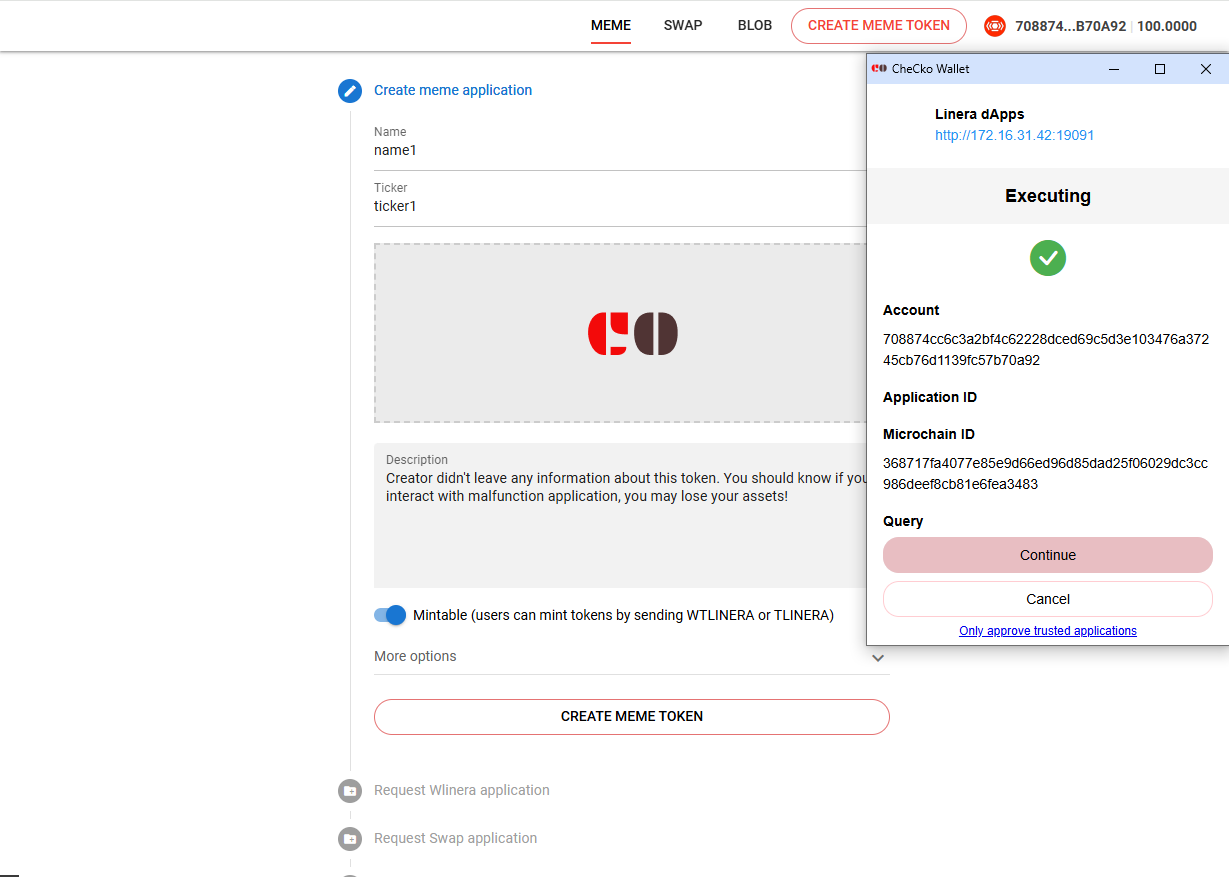 MEME SWAP BLOB CREATE MEME TOKEN 708874...B70A92 | 100.0000
Create meme application
Name
name1
Ticker
ticker1
Description
Creator didn't leave any information about this token. You should know if you
interact with malfunction application, you may lose your assets!
Mintable (users can mint tokens by sending WTLINERA or TLINERA)
More options
CREATE MEME TOKEN
Request Wlinera application
Request Swap application
CheCko Wallet
Linera dApps
http://172.16.31.42:19091
Executing
Account
708874cc6c3a2bf4c62228dced69c5d3e103476a372
45cb76d1139fc57b70a92
Application ID
Microchain ID
368717fa4077e85e9d66ed96d85dad25f06029dc3cc
986deef8cb81e6fea3483
Query
Continue
Cancel
Only approve trusted applications